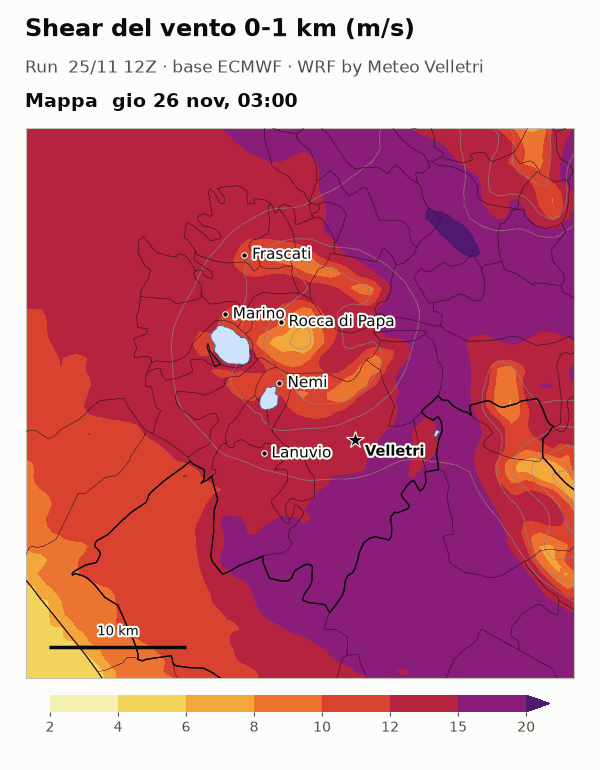 Shear del vento 0-1 km (m/s)
Run  25/11 12Z · base ECMWF · WRF by Meteo Velletri
Mappa  gio 26 nov, 03:00
Frascati
Marino
Rocca di Papa
Nemi
Velletri
Lanuvio
10 km
2 4 6 8 10 12 15 20